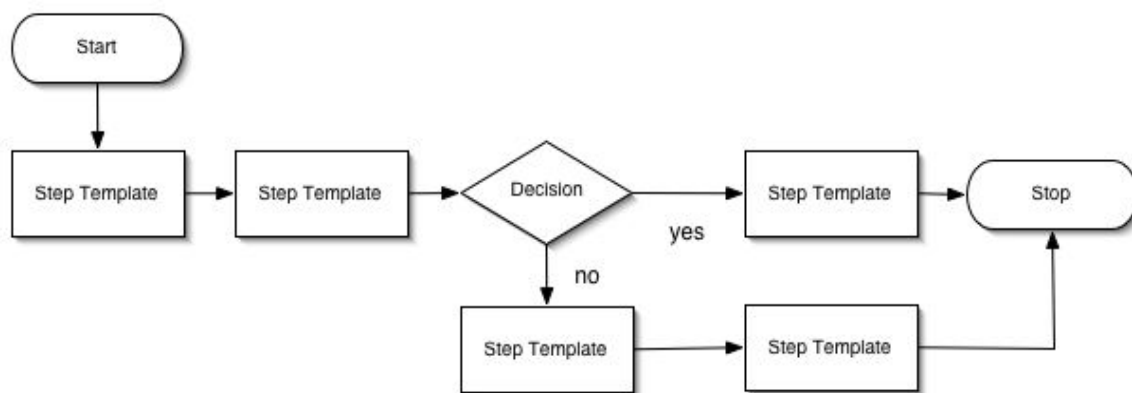 Start
Step Template
Step Template
Decision
yes
Step Template
Stop
no
Step Template
Step Template